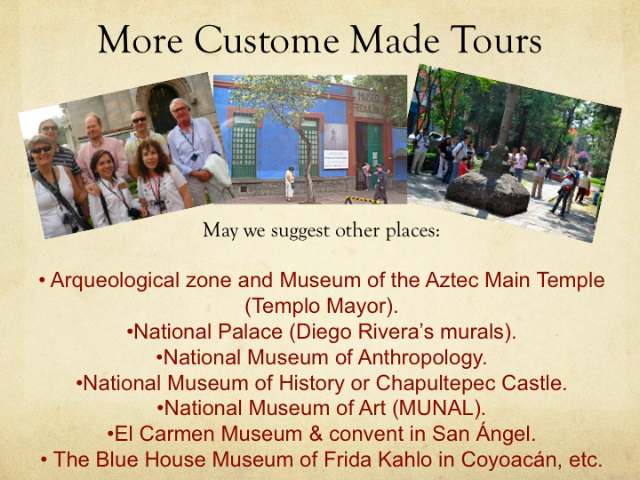 More Custome Made Tours
MUSEO
May we suggest other places:
• Arqueological zone and Museum of the Aztec Main Temple
(Templo Mayor).
•National Palace (Diego Rivera’s murals).
•National Museum of Anthropology.
•National Museum of History or Chapultepec Castle.
•National Museum of Art (MUNAL).
•El Carmen Museum & convent in San Ángel.
• The Blue House Museum of Frida Kahlo in Coyoacán, etc.